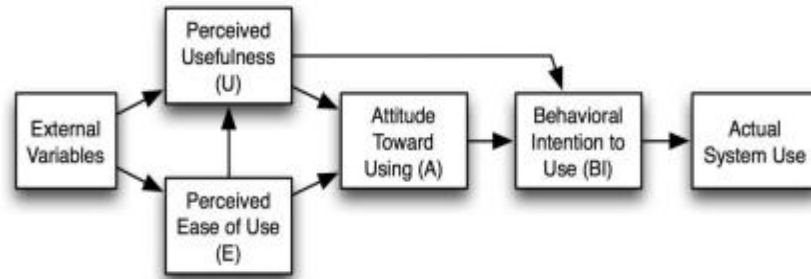 Perceived
Usefulness
(U)
External
Variables
Perceived
Ease of Use
(E)
Attitude
Toward
Using (A)
Behavioral
Intention to
Use (BI)
Actual
System Use